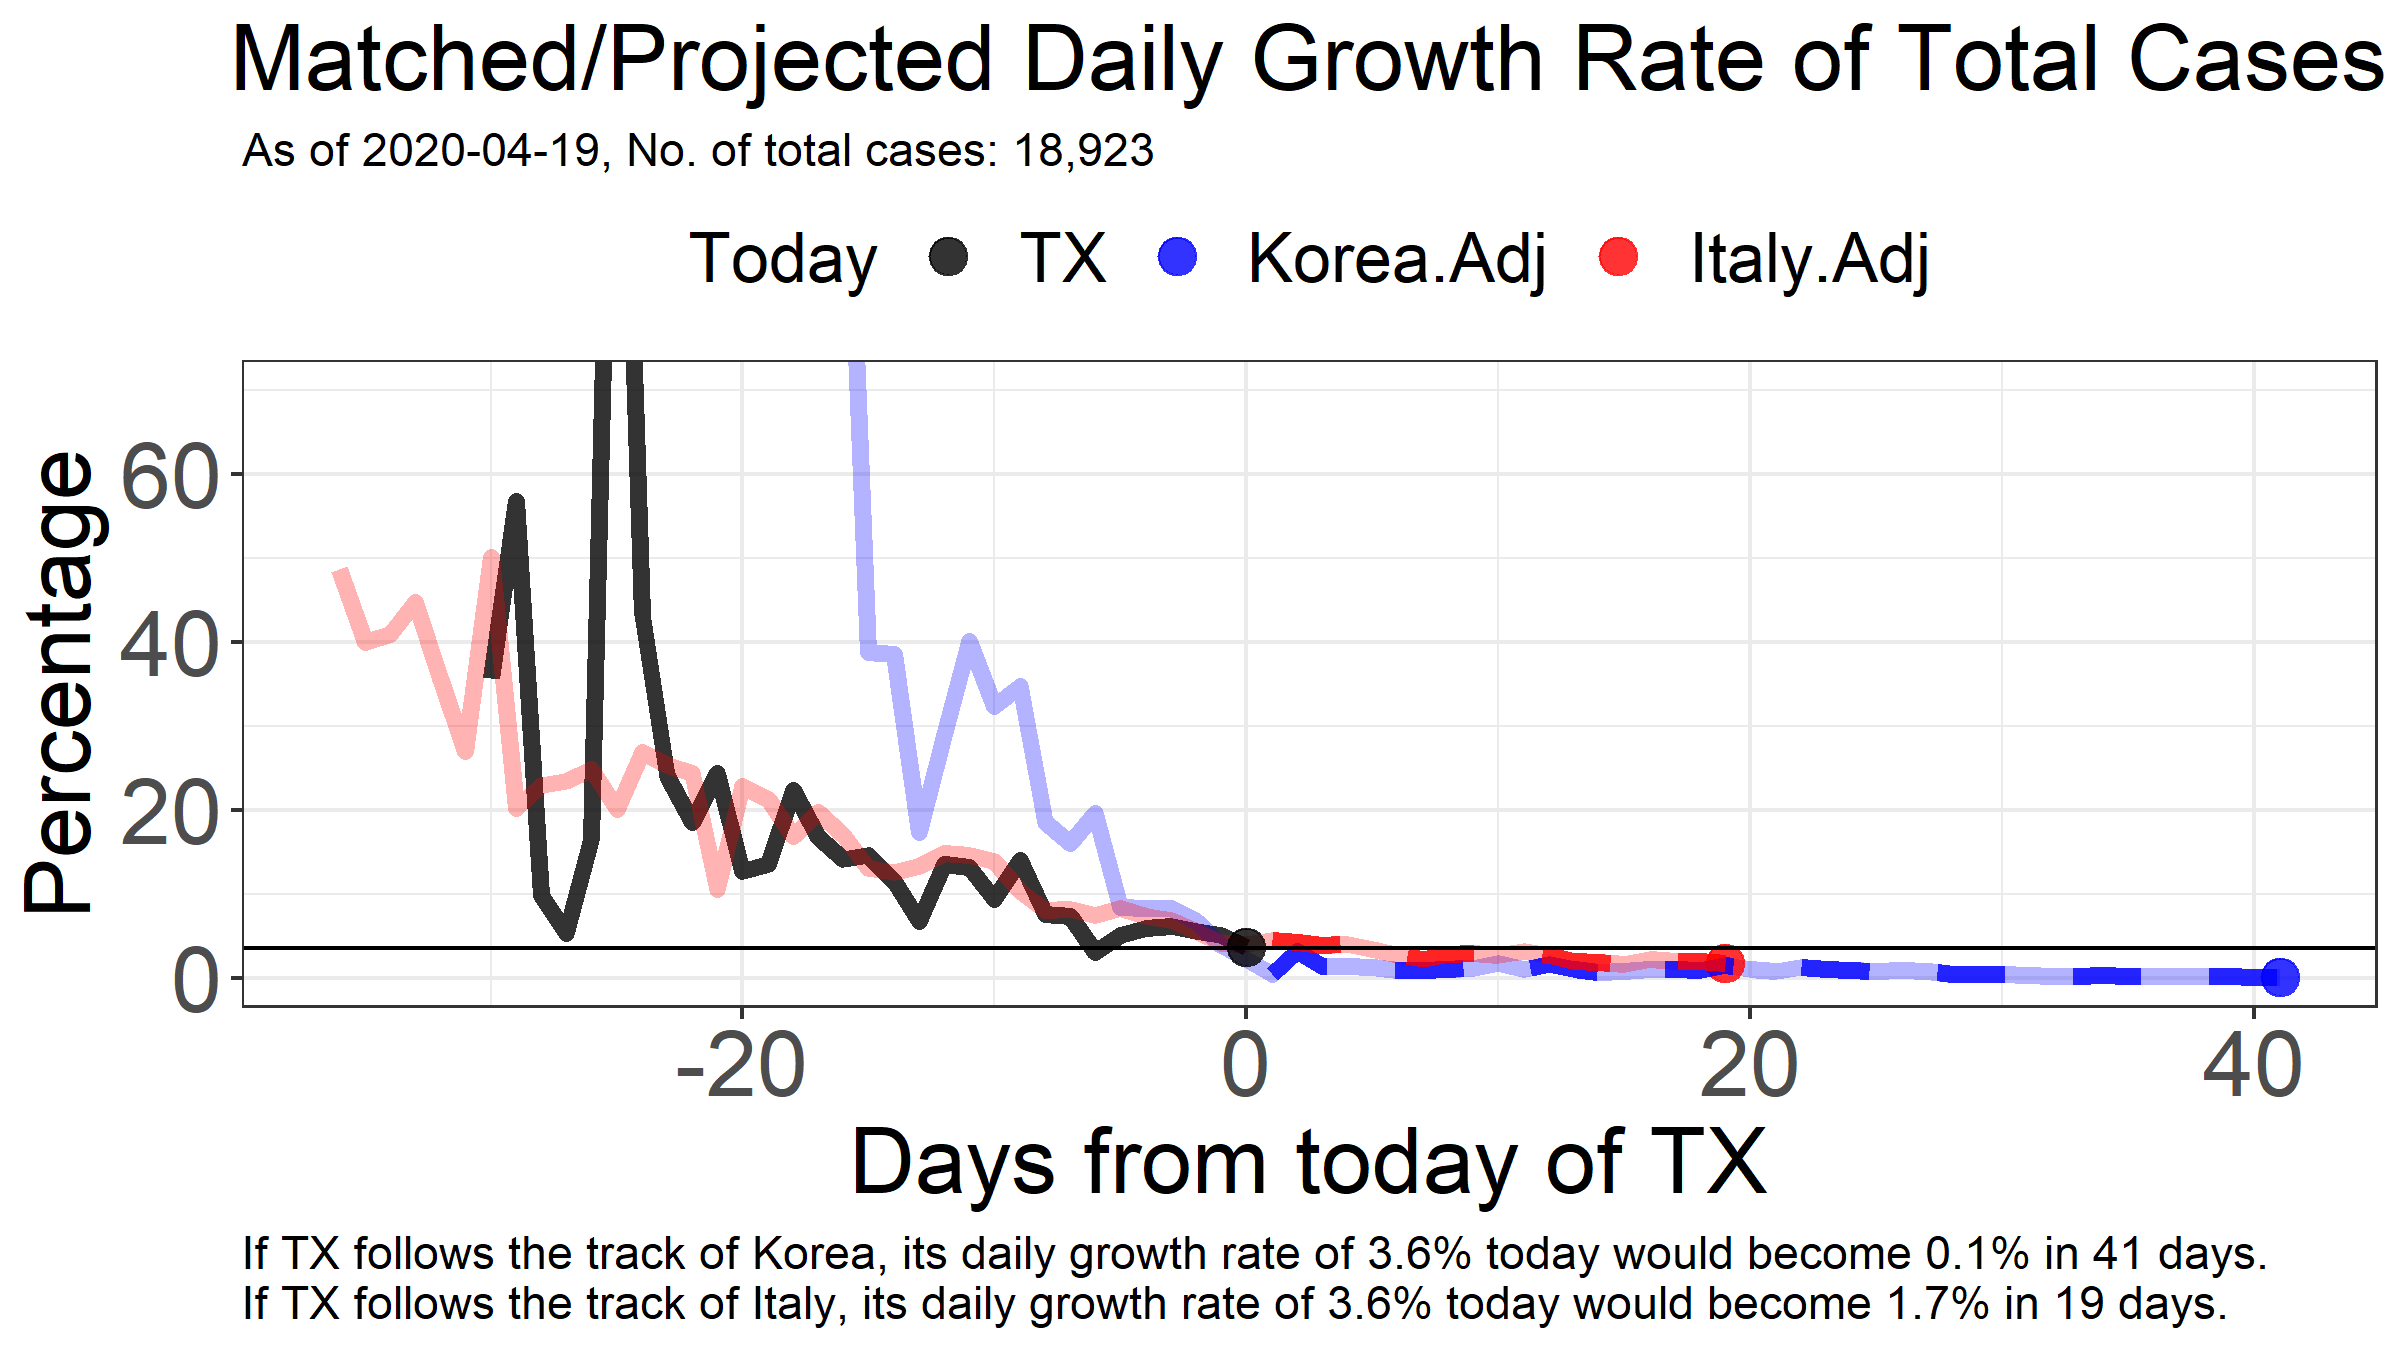 Matched/Projected Daily Growth Rate of Total Cases
As of 2020-04-19, No. of total cases: 18,923
Today TX Korea.Adj Italy.Adj
Percentage
60
40
20
0
-20 0 20 40
Days from today of TX
If TX follows the track of Korea, its daily growth rate of 3.6% today would become 0.1% in 41 days.
If TX follows the track of Italy, its daily growth rate of 3.6% today would become 1.7% in 19 days.